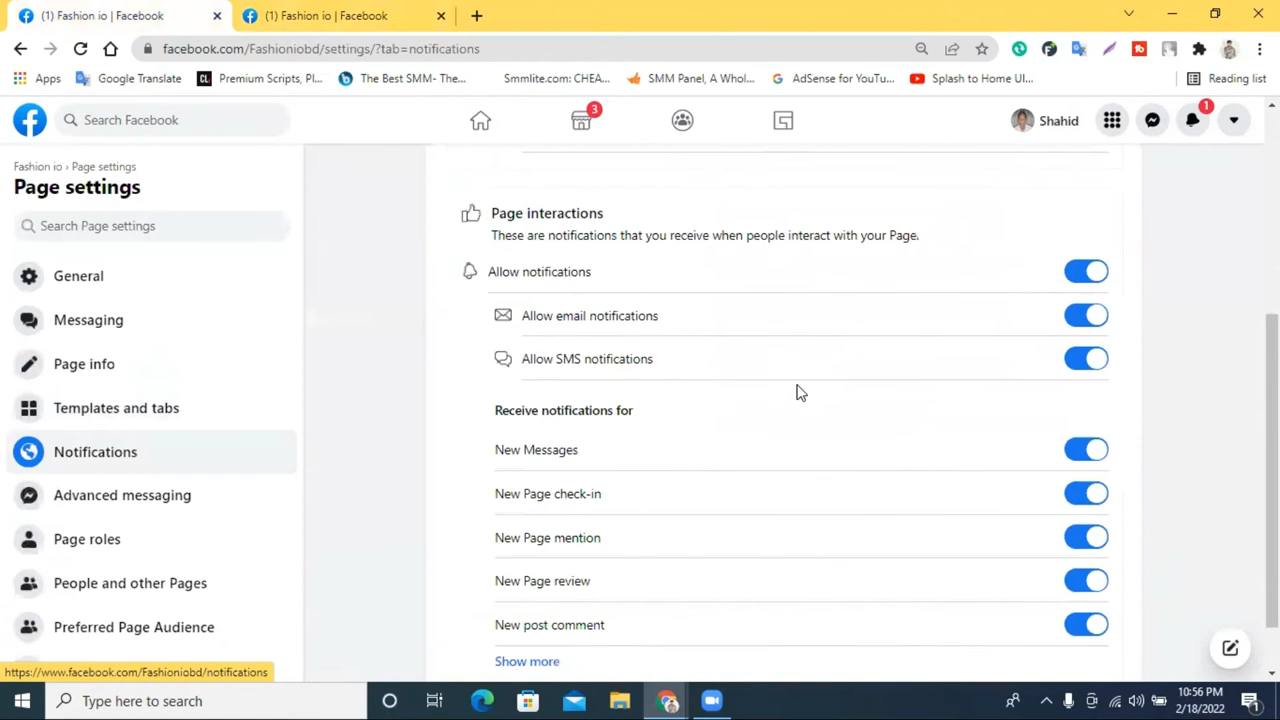 (1) Fashion io | Facebook
(1) Fashion io | Facebook
facebook.com/Fashioniobd/settings/?tab=notifications
Apps
Google Translate
CL
Premium Scripts, Pl...
The Best SMM- The...
Smmlite.com: CHEA...
SMM Panel, A Whol...
AdSense for YouTu...
Splash to Home UI...
Reading list
Search Facebook
3
Shahid
1
Fashion io › Page settings
Page settings
Search Page settings
General
Messaging
Page info
Templates and tabs
Notifications
Advanced messaging
Page roles
People and other Pages
Preferred Page Audience
https://www.facebook.com/Fashioniobd/notifications
Page interactions
These are notifications that you receive when people interact with your Page.
Allow notifications
Allow email notifications
Allow SMS notifications
Receive notifications for
New Messages
New Page check-in
New Page mention
New Page review
New post comment
Show more
Type here to search
10:56 PM
2/18/2022
1